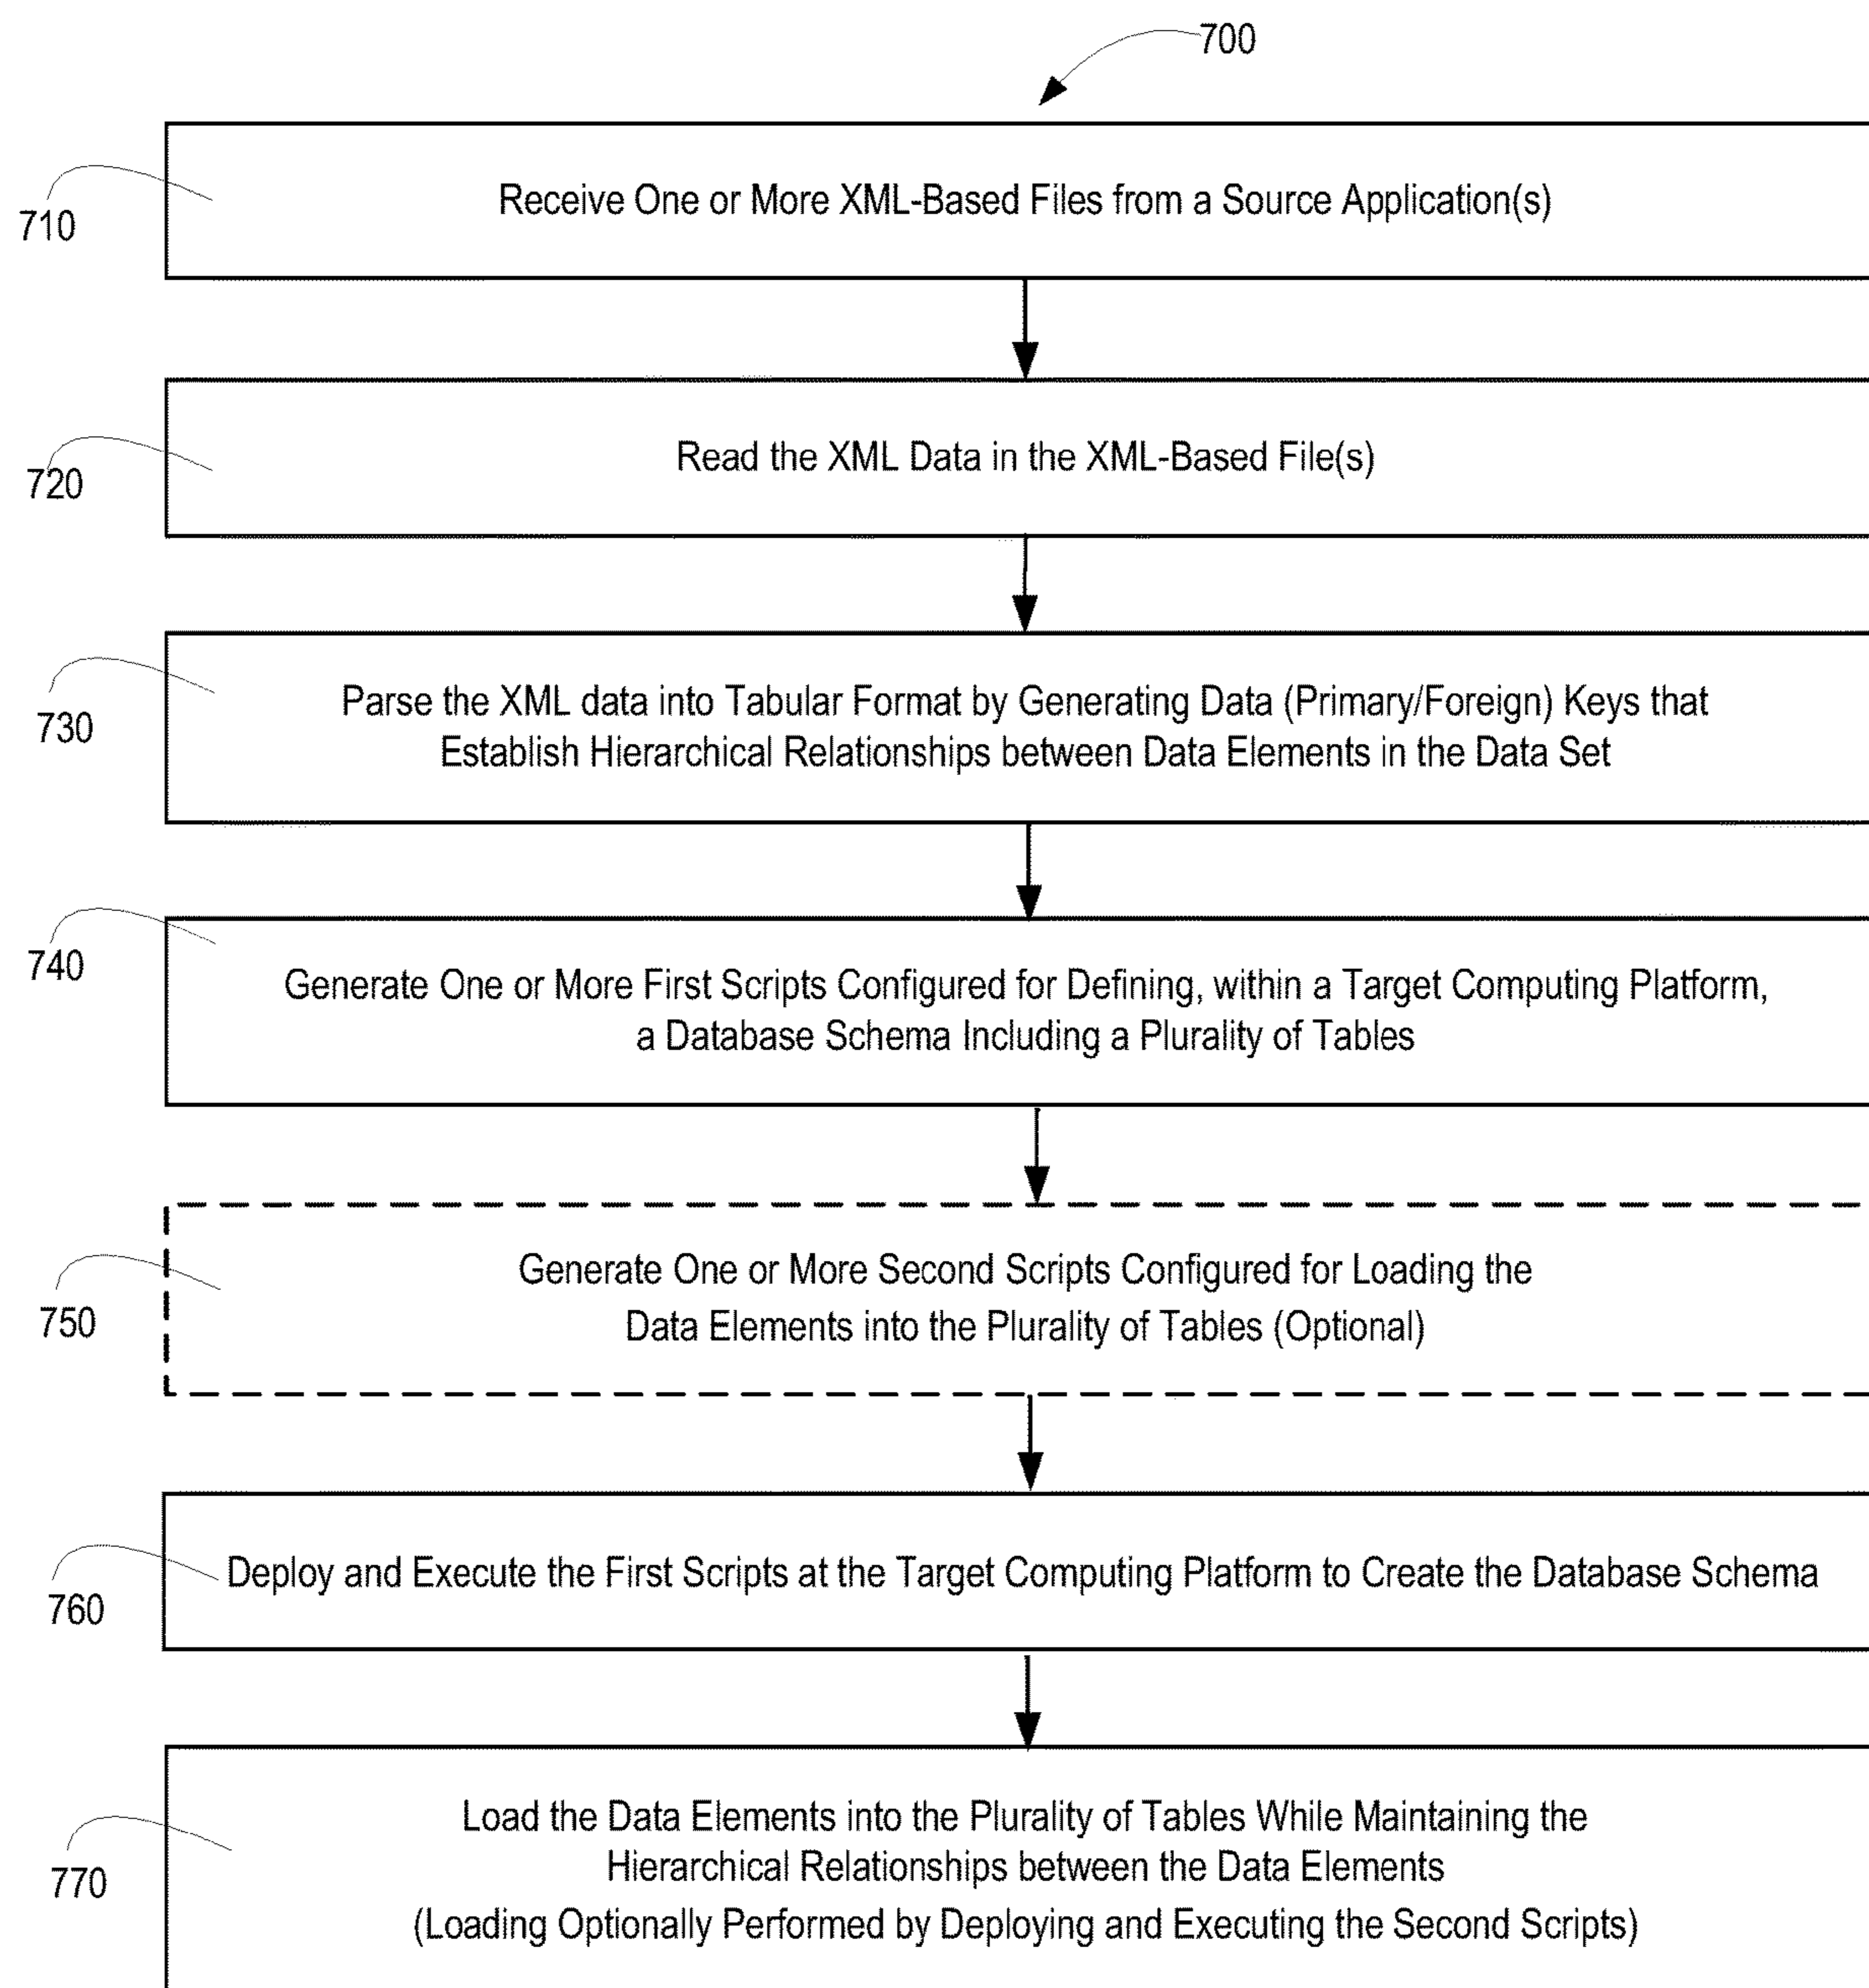 700
710
Receive One or More XML-Based Files from a Source Application(s)
720
Read the XML Data in the XML-Based File(s)
730
Parse the XML data into Tabular Format by Generating Data (Primary/Foreign) Keys that
Establish Hierarchical Relationships between Data Elements in the Data Set
740
Generate One or More First Scripts Configured for Defining, within a Target Computing Platform,
a Database Schema Including a Plurality of Tables
750
Generate One or More Second Scripts Configured for Loading the
Data Elements into the Plurality of Tables (Optional)
760
Deploy and Execute the First Scripts at the Target Computing Platform to Create the Database Schema
770
Load the Data Elements into the Plurality of Tables While Maintaining the
Hierarchical Relationships between the Data Elements
(Loading Optionally Performed by Deploying and Executing the Second Scripts)